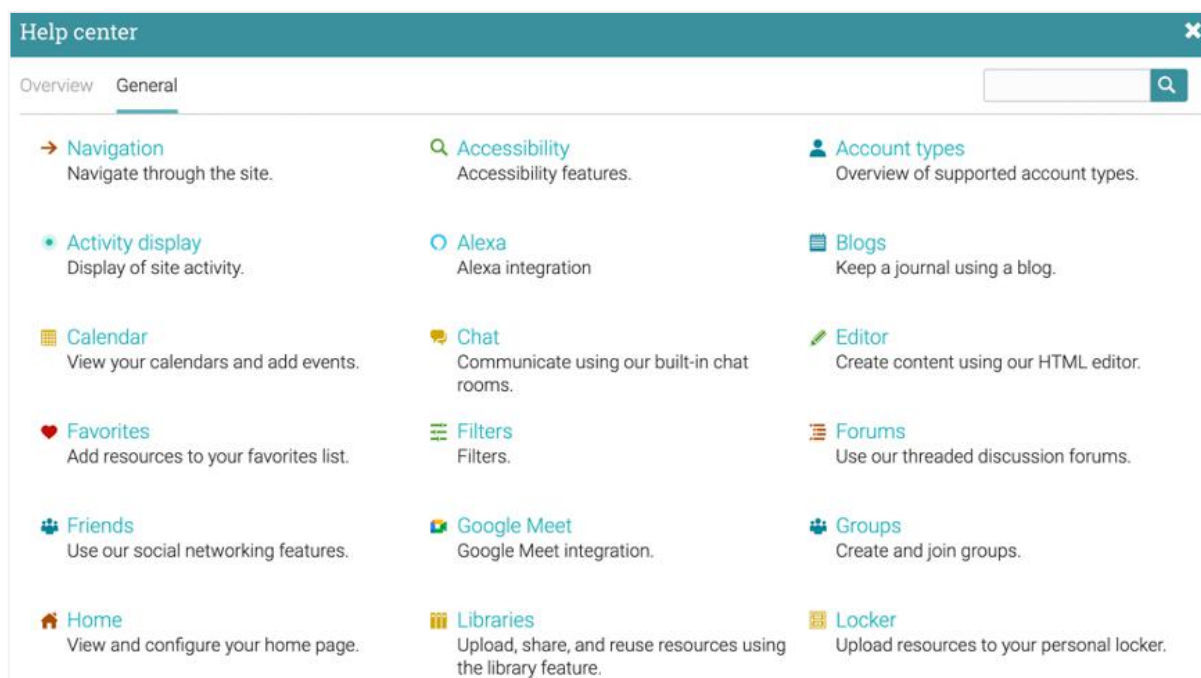 Help center
Overview General
Navigation
Navigate through the site.
Accessibility
Accessibility features.
Account types
Overview of supported account types.
Activity display
Display of site activity.
Alexa
Alexa integration
Blogs
Keep a journal using a blog.
Calendar
View your calendars and add events.
Chat
Communicate using our built-in chat
rooms.
Editor
Create content using our HTML editor.
Favorites
Add resources to your favorites list.
Filters
Filters.
Forums
Use our threaded discussion forums.
Friends
Use our social networking features.
Google Meet
Google Meet integration.
Groups
Create and join groups.
Home
View and configure your home page.
Libraries
Upload, share, and reuse resources using
the library feature.
Locker
Upload resources to your personal locker.